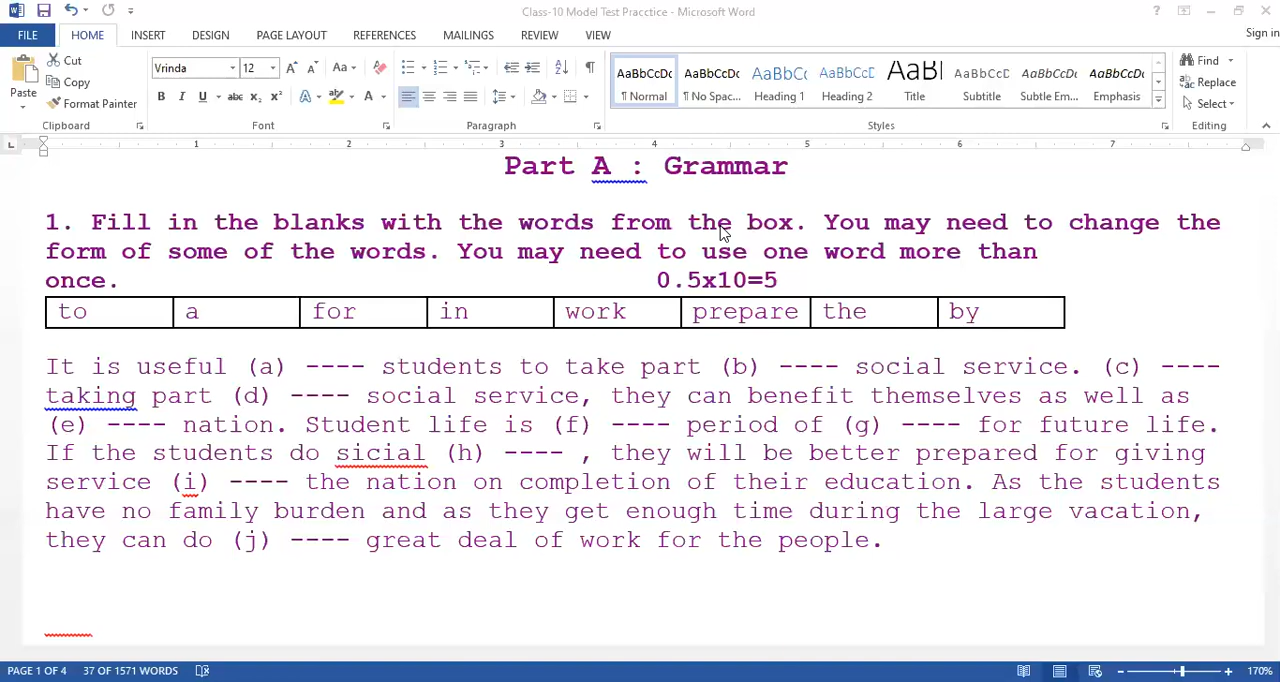 Class-10 Model Test Pracctice - Microsoft Word
FILE HOME INSERT DESIGN PAGE LAYOUT REFERENCES MAILINGS REVIEW VIEW Sign in
Paste
Cut
Copy
Format Painter
Clipboard
Vrinda 12
Font
Paragraph
AaBbCcDc AaBbCcDc AaBbCc AaBbCcD AaBl AaBbCcD AaBbCcDc AaBbCcDc
¶ Normal ¶ No Spac... Heading 1 Heading 2 Title Subtitle Subtle Em... Emphasis
Styles
Find
Replace
Select
Editing
1 2 3 4 5 6 7
Part A : Grammar
1. Fill in the blanks with the words from the box. You may need to change the
form of some of the words. You may need to use one word more than
once. 0.5x10=5
to a for in work prepare the by
It is useful (a) ---- students to take part (b) ---- social service. (c) ----
taking part (d) ---- social service, they can benefit themselves as well as
(e) ---- nation. Student life is (f) ---- period of (g) ---- for future life.
If the students do sicial (h) ---- , they will be better prepared for giving
service (i) ---- the nation on completion of their education. As the students
have no family burden and as they get enough time during the large vacation,
they can do (j) ---- great deal of work for the people.
PAGE 1 OF 4 37 OF 1571 WORDS 170%